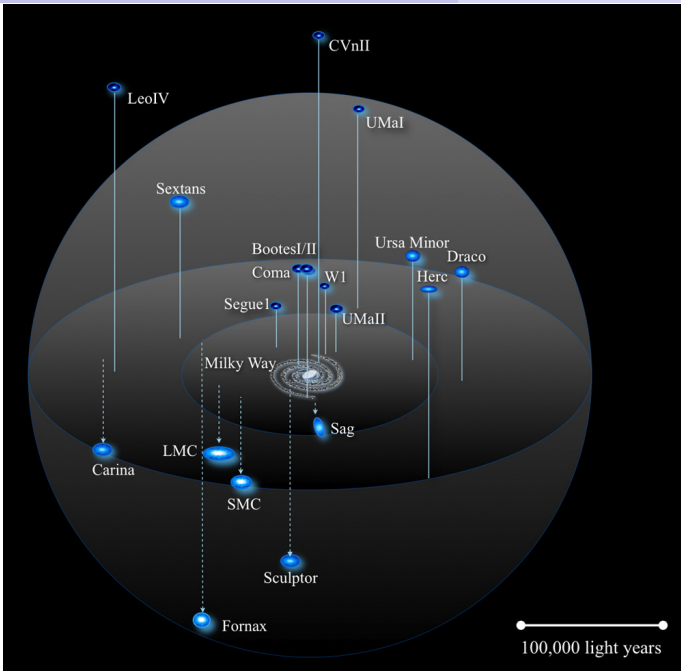 CVnII
LeoIV
UMaI
Sextans
BootesI/II
Ursa Minor
Draco
Coma
W1
Herc
Segue1
UMaII
Milky Way
Sag
LMC
Carina
SMC
Sculptor
Fornax
100,000 light years